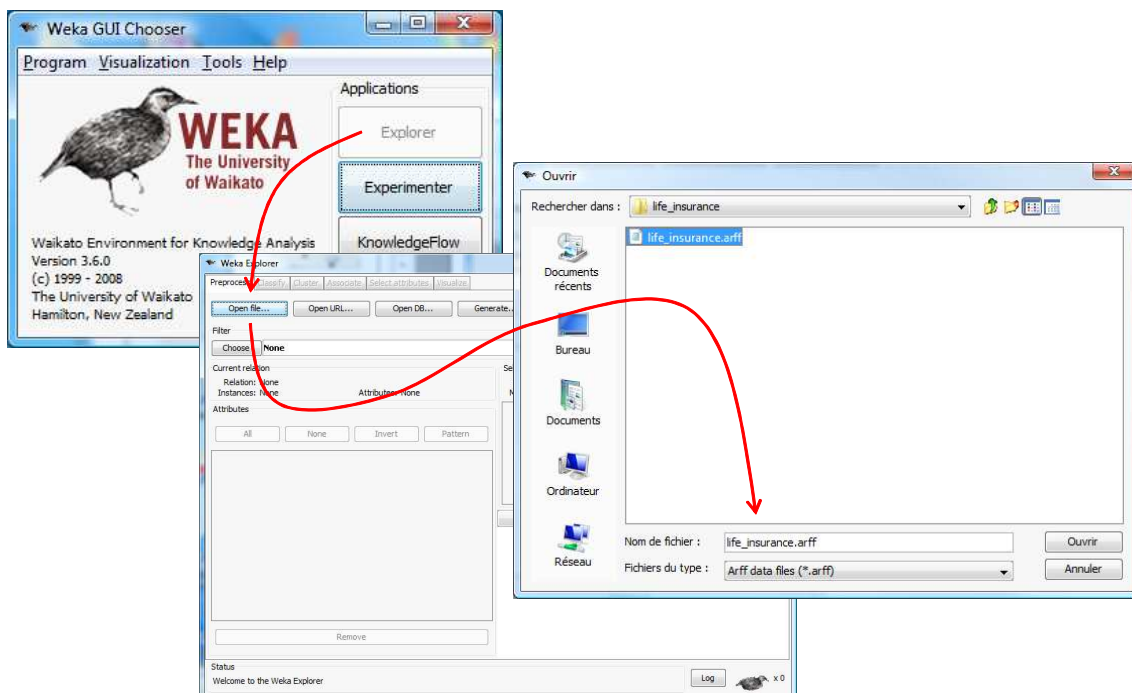 Weka GUI Chooser
Program Visualization Tools Help
Applications
Explorer
WEKA
The University
of Waikato
Experimenter
KnowledgeFlow
Waikato Environment for Knowledge Analysis
Version 3.6.0
(c) 1999 - 2008
The University of Waikato
Hamilton, New Zealand
Weka Explorer
Preprocess Classify Cluster Associate Select attributes Visualize
Open file... Open URL... Open DB... Generate...
Filter
Choose None
Current relation
Relation: None
Instances: None Attributes: None
Attributes
All None Invert Pattern
Remove
Status
Welcome to the Weka Explorer
Log x 0
Ouvrir
Rechercher dans : life_insurance
life_insurance.arff
Documents
récents
Bureau
Documents
Ordinateur
Réseau
Nom de fichier : life_insurance.arff Ouvrir
Fichiers du type : Arff data files (*.arff) Annuler